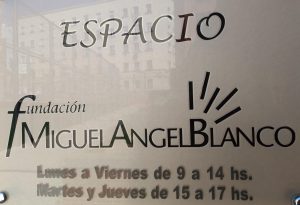 ESPACIO
fundación
MIGUELANGELBLANCO
Lunes a Viernes de 9 a 14 hs.
Martes y Jueves de 15 a 17 hs.